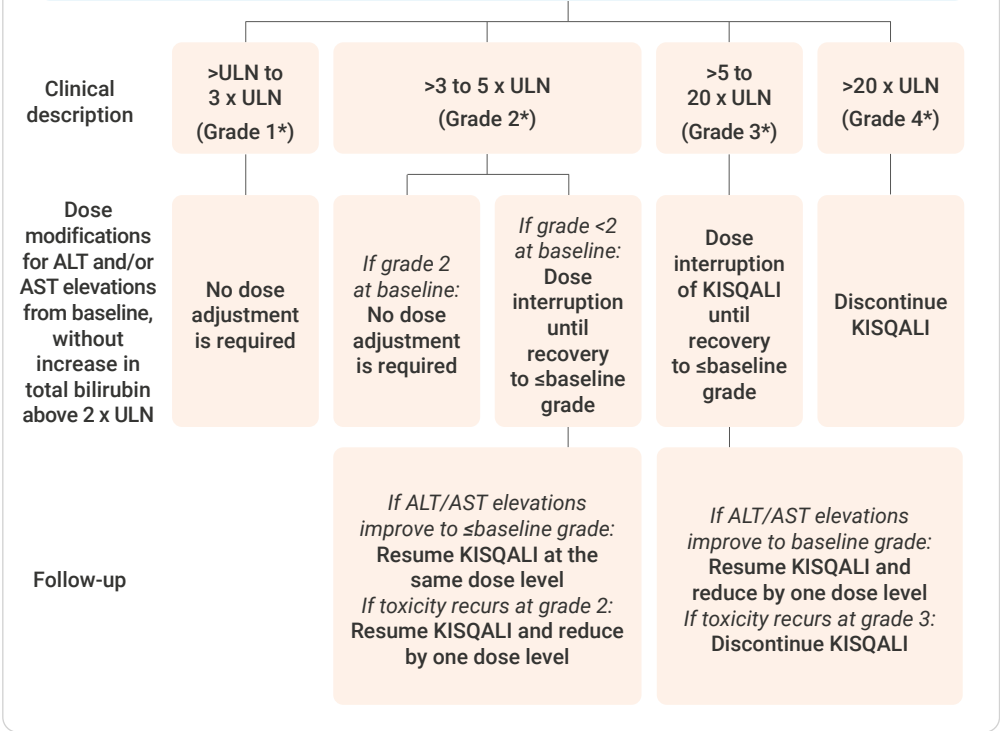 Clinical
description
>ULN to
3 x ULN
(Grade 1*)
>3 to 5 x ULN
(Grade 2*)
>5 to
20 x ULN
(Grade 3*)
>20 x ULN
(Grade 4*)
Dose
modifications
for ALT and/or
AST elevations
from baseline,
without
increase in
total bilirubin
above 2 x ULN
No dose
adjustment
is required
If grade 2
at baseline:
No dose
adjustment
is required
If grade <2
at baseline:
Dose
interruption
until
recovery
to ≤baseline
grade
Dose
interruption
of KISQALI
until
recovery
to ≤baseline
grade
Discontinue
KISQALI
Follow-up
If ALT/AST elevations
improve to ≤baseline grade:
Resume KISQALI at the
same dose level
If toxicity recurs at grade 2:
Resume KISQALI and reduce
by one dose level
If ALT/AST elevations
improve to baseline grade:
Resume KISQALI and
reduce by one dose level
If toxicity recurs at grade 3:
Discontinue KISQALI